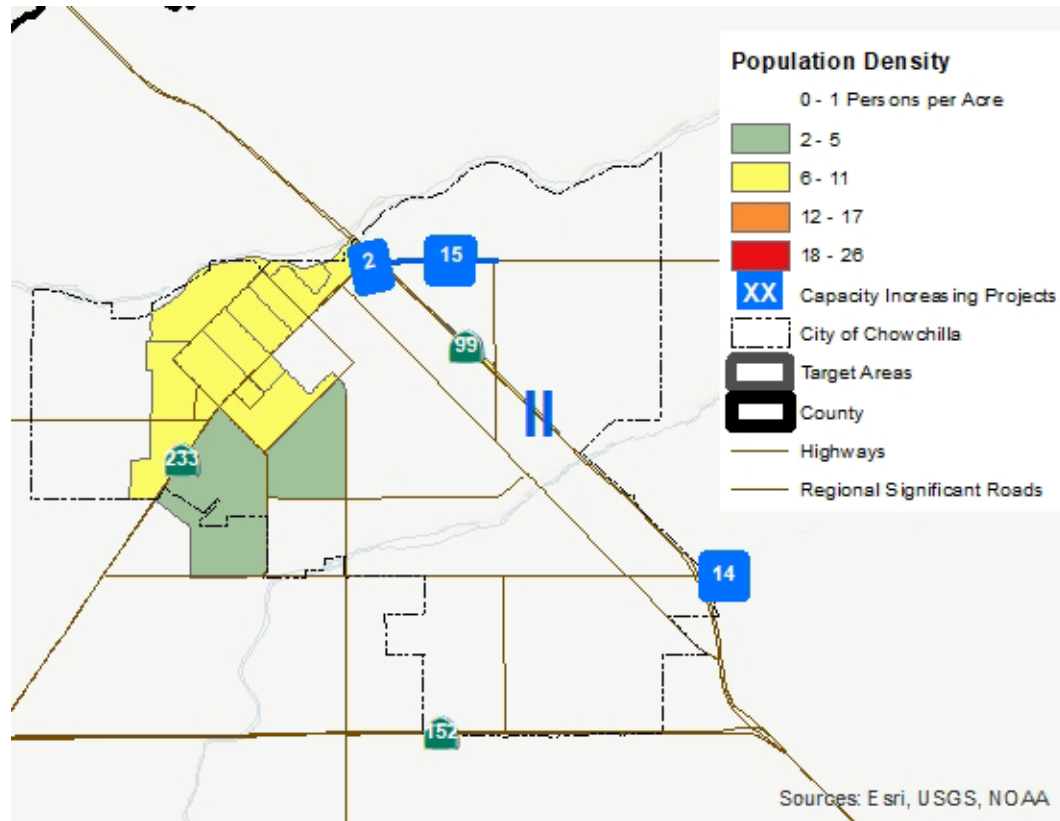 Population Density
0 - 1 Persons per Acre
2 - 5
6 - 11
12 - 17
18 - 26
XX Capacity Increasing Projects
City of Chowchilla
Target Areas
County
Highways
Regional Significant Roads
2
15
99
233
14
152
Sources: Esri, USGS, NOAA